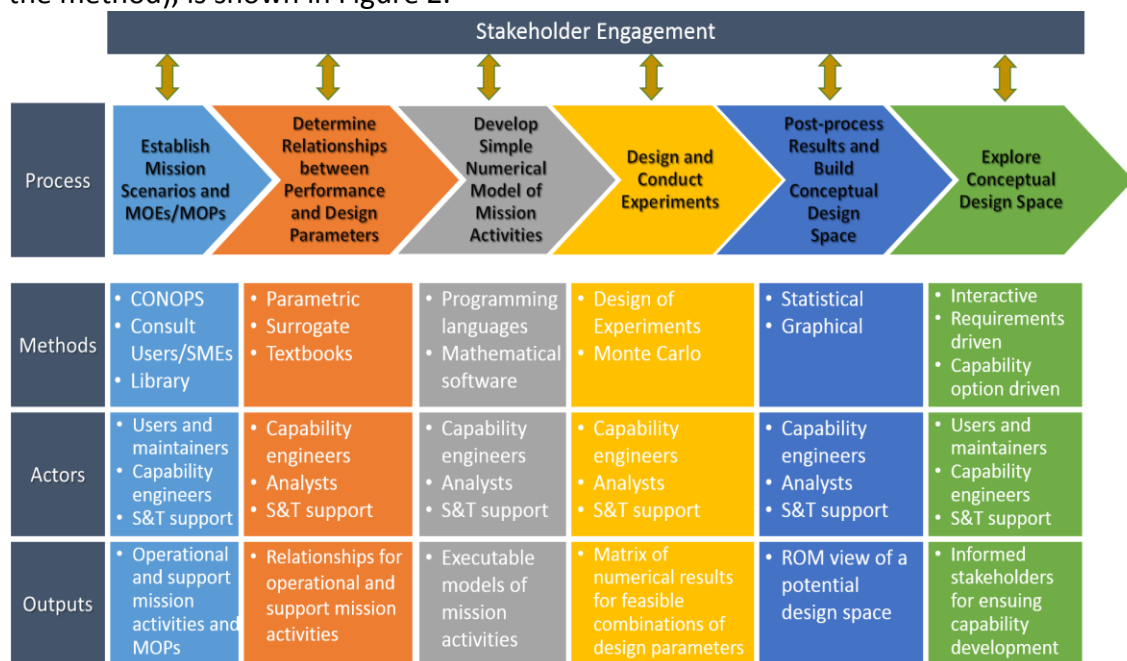 the method), is shown in Figure 2.
Stakeholder Engagement
Process
Establish
Mission
Scenarios and
MOEs/MOPs
Determine
Relationships
between
Performance
and Design
Parameters
Develop
Simple
Numerical
Model of
Mission
Activities
Design and
Conduct
Experiments
Post-process
Results and
Build
Conceptual
Design
Space
Explore
Conceptual
Design Space
Methods
• CONOPS
• Consult
Users/SMEs
• Library
• Parametric
• Surrogate
• Textbooks
• Programming
languages
• Mathematical
software
• Design of
Experiments
• Monte Carlo
• Statistical
• Graphical
• Interactive
• Requirements
driven
• Capability
option driven
Actors
• Users and
maintainers
• Capability
engineers
• S&T support
• Capability
engineers
• Analysts
• S&T support
• Capability
engineers
• Analysts
• S&T support
• Capability
engineers
• Analysts
• S&T support
• Capability
engineers
• Analysts
• S&T support
• Users and
maintainers
• Capability
engineers
• S&T support
Outputs
• Operational
and support
mission
activities and
MOPs
• Relationships for
operational and
support mission
activities
• Executable
models of
mission
activities
• Matrix of
numerical results
for feasible
combinations of
design parameters
• ROM view of a
potential
design space
• Informed
stakeholders
for ensuing
capability
development